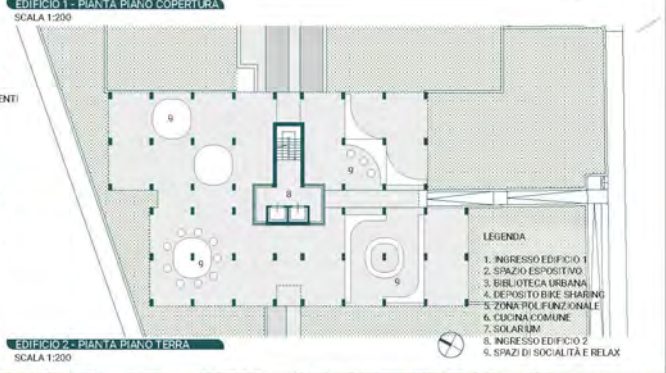 EDIFICIO 1 - PIANTA PIANO COPERTURA
SCALA 1:200
ENTI
9
9
8
9
9
LEGENDA
1. INGRESSO EDIFICIO 1
2. SPAZIO ESPOSITIVO
3. BIBLIOTECA URBANA
4. DEPOSITO BIKE SHARING
5. ZONA POLIFUNZIONALE
6. CUCINA COMUNE
7. SOLARIUM
8. INGRESSO EDIFICIO 2
9. SPAZI DI SOCIALITÀ E RELAX
EDIFICIO 2 - PIANTA PIANO TERRA
SCALA 1:200